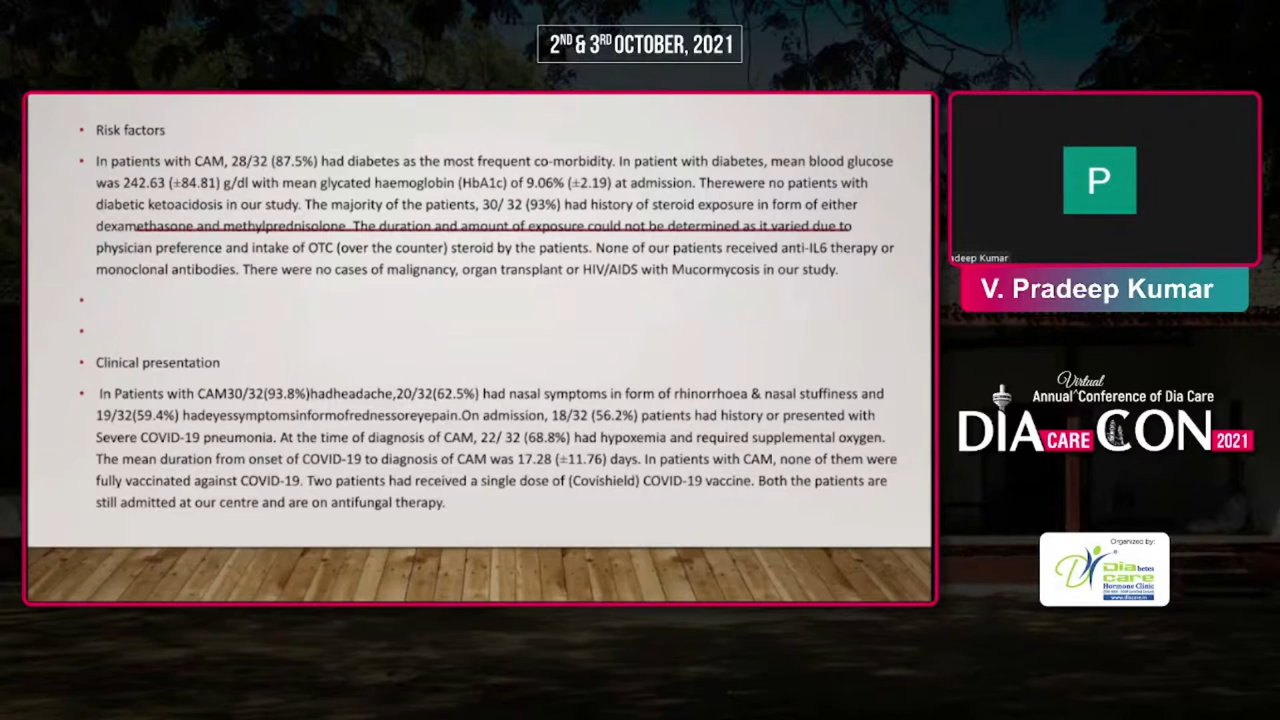 2ND & 3RD OCTOBER, 2021
• Risk factors
• In patients with CAM, 28/32 (87.5%) had diabetes as the most frequent co-morbidity. In patient with diabetes, mean blood glucose
was 242.63 (±84.81) g/dl with mean glycated haemoglobin (HbA1c) of 9.06% (±2.19) at admission. Therewere no patients with
diabetic ketoacidosis in our study. The majority of the patients, 30/ 32 (93%) had history of steroid exposure in form of either
dexamethasone and methylprednisolone. The duration and amount of exposure could not be determined as it varied due to
physician preference and intake of OTC (over the counter) steroid by the patients. None of our patients received anti-IL6 therapy or
monoclonal antibodies. There were no cases of malignancy, organ transplant or HIV/AIDS with Mucormycosis in our study.
•
•
• Clinical presentation
• In Patients with CAM30/32(93.8%)hadheadache,20/32(62.5%) had nasal symptoms in form of rhinorrhoea & nasal stuffiness and
19/32(59.4%) hadeyessymptomsinformofrednessoreyepain.On admission, 18/32 (56.2%) patients had history or presented with
Severe COVID-19 pneumonia. At the time of diagnosis of CAM, 22/ 32 (68.8%) had hypoxemia and required supplemental oxygen.
The mean duration from onset of COVID-19 to diagnosis of CAM was 17.28 (±11.76) days. In patients with CAM, none of them were
fully vaccinated against COVID-19. Two patients had received a single dose of (Covishield) COVID-19 vaccine. Both the patients are
still admitted at our centre and are on antifungal therapy.
P
adeep Kumar
V. Pradeep Kumar
Virtual
Annual Conference of Dia Care
DIA CARE CON 2021
Organized by:
Diabetes
care
Hormone Clinic
www.diacare.in